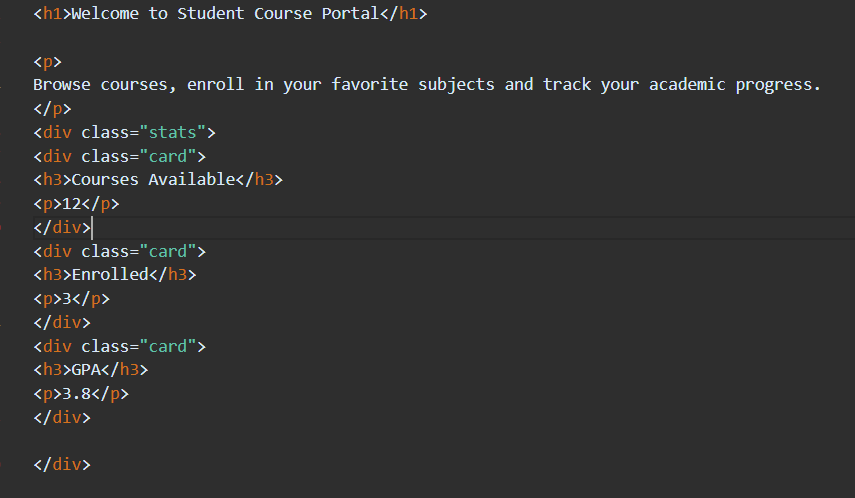 <h1>Welcome to Student Course Portal</h1>
<p>
Browse courses, enroll in your favorite subjects and track your academic progress.
</p>
<div class="stats">
<div class="card">
<h3>Courses Available</h3>
<p>12</p>
</div>
<div class="card">
<h3>Enrolled</h3>
<p>3</p>
</div>
<div class="card">
<h3>GPA</h3>
<p>3.8</p>
</div>
</div>